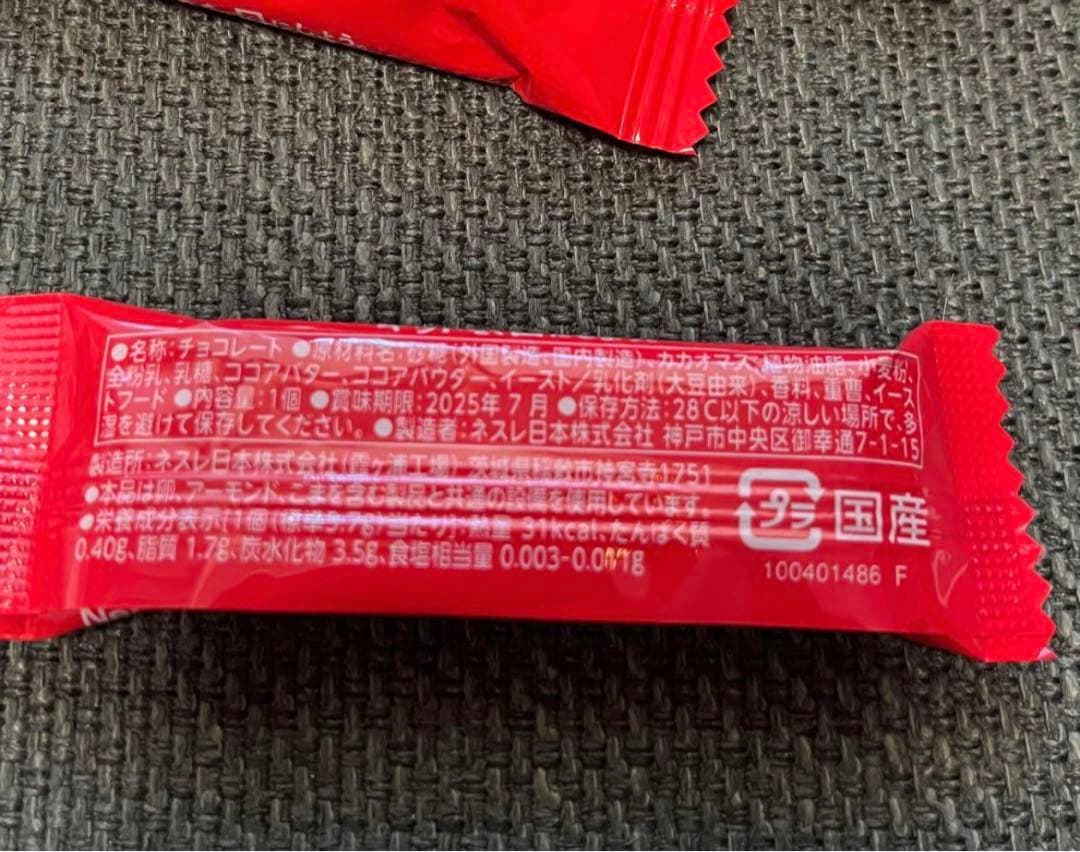 ●名称:チョコレート ●原材料名:砂糖(外国製造、国内製造)、カカオマス、植物油脂、小麦粉、
全粉乳、乳糖、ココアバター、ココアパウダー、イースト/乳化剤(大豆由来)、香料、重曹、イース
トフード ●内容量:1個 ●賞味期限:2025年7月 ●保存方法:28℃以下の涼しい場所で、多
湿を避けて保存してください。 ●製造者:ネスレ日本株式会社 神戸市中央区御幸通7-1-15
製造所:ネスレ日本株式会社(霞ヶ浦工場) 茨城県稲敷市神宮寺1751
●本品は卵、アーモンド、ごまを含む製品と共通の設備を使用しています。
●栄養成分表示(1個 当たり):熱量 31kcal、たんぱく質
0.40g、脂質 1.7g、炭水化物 3.5g、食塩相当量
プラ 国産
100401486 F